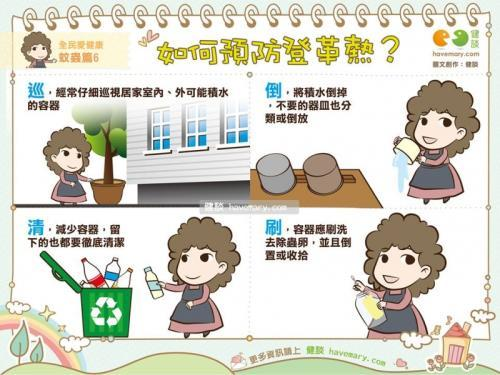 全民愛健康
蚊蟲篇6
如何預防登革熱？
健談
havemary.com
圖文創作：健談
巡，經常仔細巡視居家室內、外可能積水
的容器
倒，將積水倒掉
，不要的器皿也分
類或倒放
健談 havemary.com
清，減少容器，留
下的也都要徹底清潔
刷，容器應刷洗
去除蟲卵，並且倒
置或收拾
更多資訊請上 健談 havemary.com